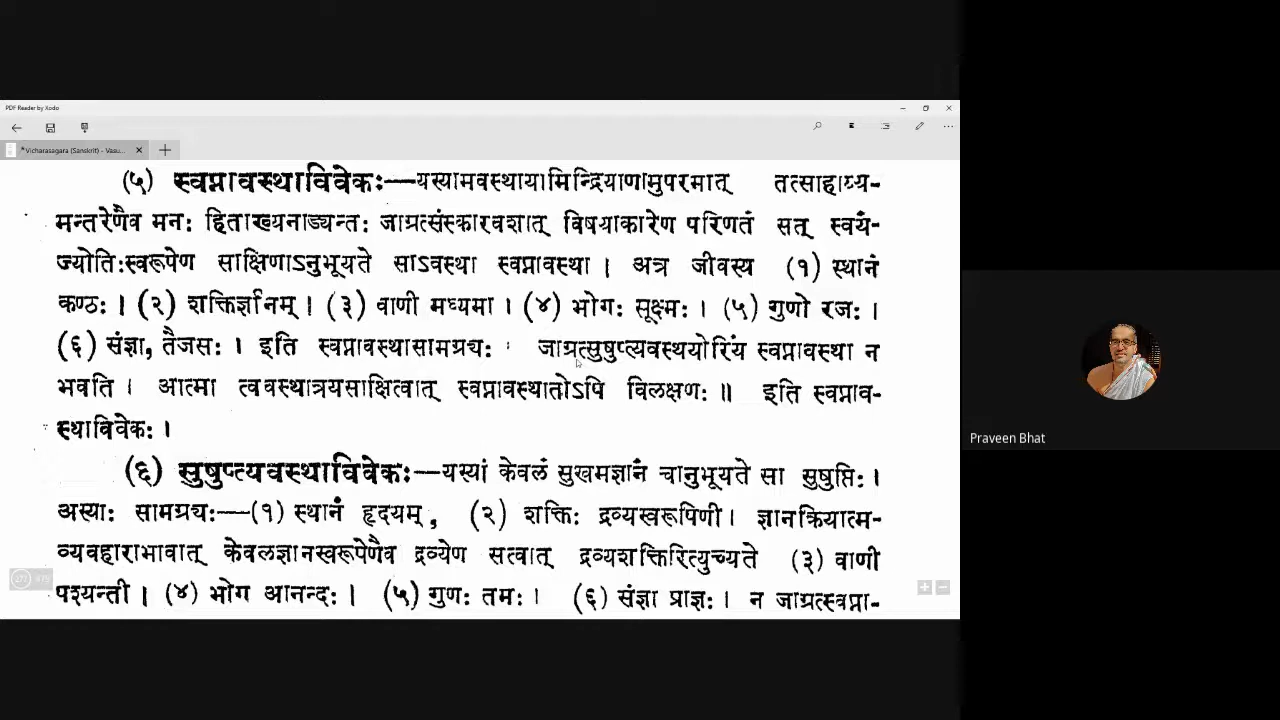 PDF Reader by Xodo
*Vicharasagara (Sanskrit) - Vasu...
(५) स्वप्नावस्थाविवेकः—यस्यामवस्थायामिन्द्रियाणामुपरमात् तत्साहाय्य-
मन्तरेणैव मनः हिताख्यनाड्यन्तः जाग्रत्संस्कारवशात् विषयाकारेण परिणतं सत् स्वयं-
ज्योतिःस्वरूपेण साक्षिणाऽनुभूयते साऽवस्था स्वप्नावस्था । अत्र जीवस्य (१) स्थानं
कण्ठः । (२) शक्तिर्ज्ञानम् । (३) वाणी मध्यमा । (४) भोगः सूक्ष्मः । (५) गुणो रजः ।
(६) संज्ञा, तैजसः । इति स्वप्नावस्थासामग्र्यः । जाग्रत्सुषुप्त्यवस्थयोरियं स्वप्नावस्था न
भवति । आत्मा त्ववस्थात्रयसाक्षित्वात् स्वप्नावस्थातोऽपि विलक्षणः ॥ इति स्वप्नाव-
स्थाविवेकः ।
(६) सुषुप्त्यवस्थाविवेकः—यस्यां केवलं सुखमज्ञानं चानुभूयते सा सुषुप्तिः ।
अस्याः सामग्र्यः—(१) स्थानं हृदयम्, (२) शक्तिः द्रव्यस्वरूपिणी । ज्ञानक्रियात्म-
व्यवहाराभावात् केवलज्ञानस्वरूपेणैव द्रव्येण सत्वात् द्रव्यशक्तिरित्युच्यते (३) वाणी
पश्यन्ती । (४) भोग आनन्दः । (५) गुणः तमः । (६) संज्ञा प्राज्ञः । न जाग्रत्स्वप्ना-
Praveen Bhat